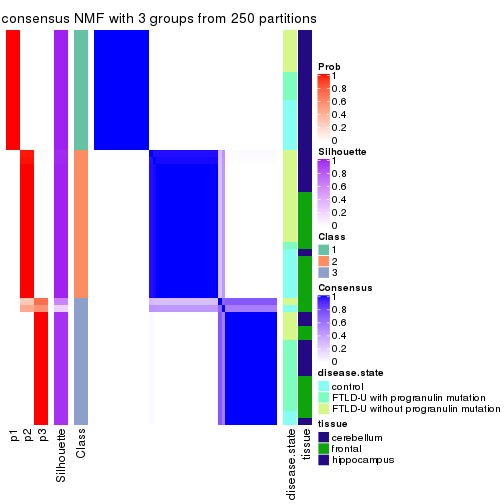 consensus NMF with 3 groups from 250 partitions
Prob
1
0.8
0.6
0.4
0.2
0
Silhouette
1
0.8
0.6
0.4
0.2
0
Class
1
2
3
Consensus
1
0.8
0.6
0.4
0.2
0
disease.state
control
FTLD-U with progranulin mutation
FTLD-U without progranulin mutation
tissue
cerebellum
frontal
hippocampus
p1
p2
p3
Silhouette
Class
disease.state
tissue